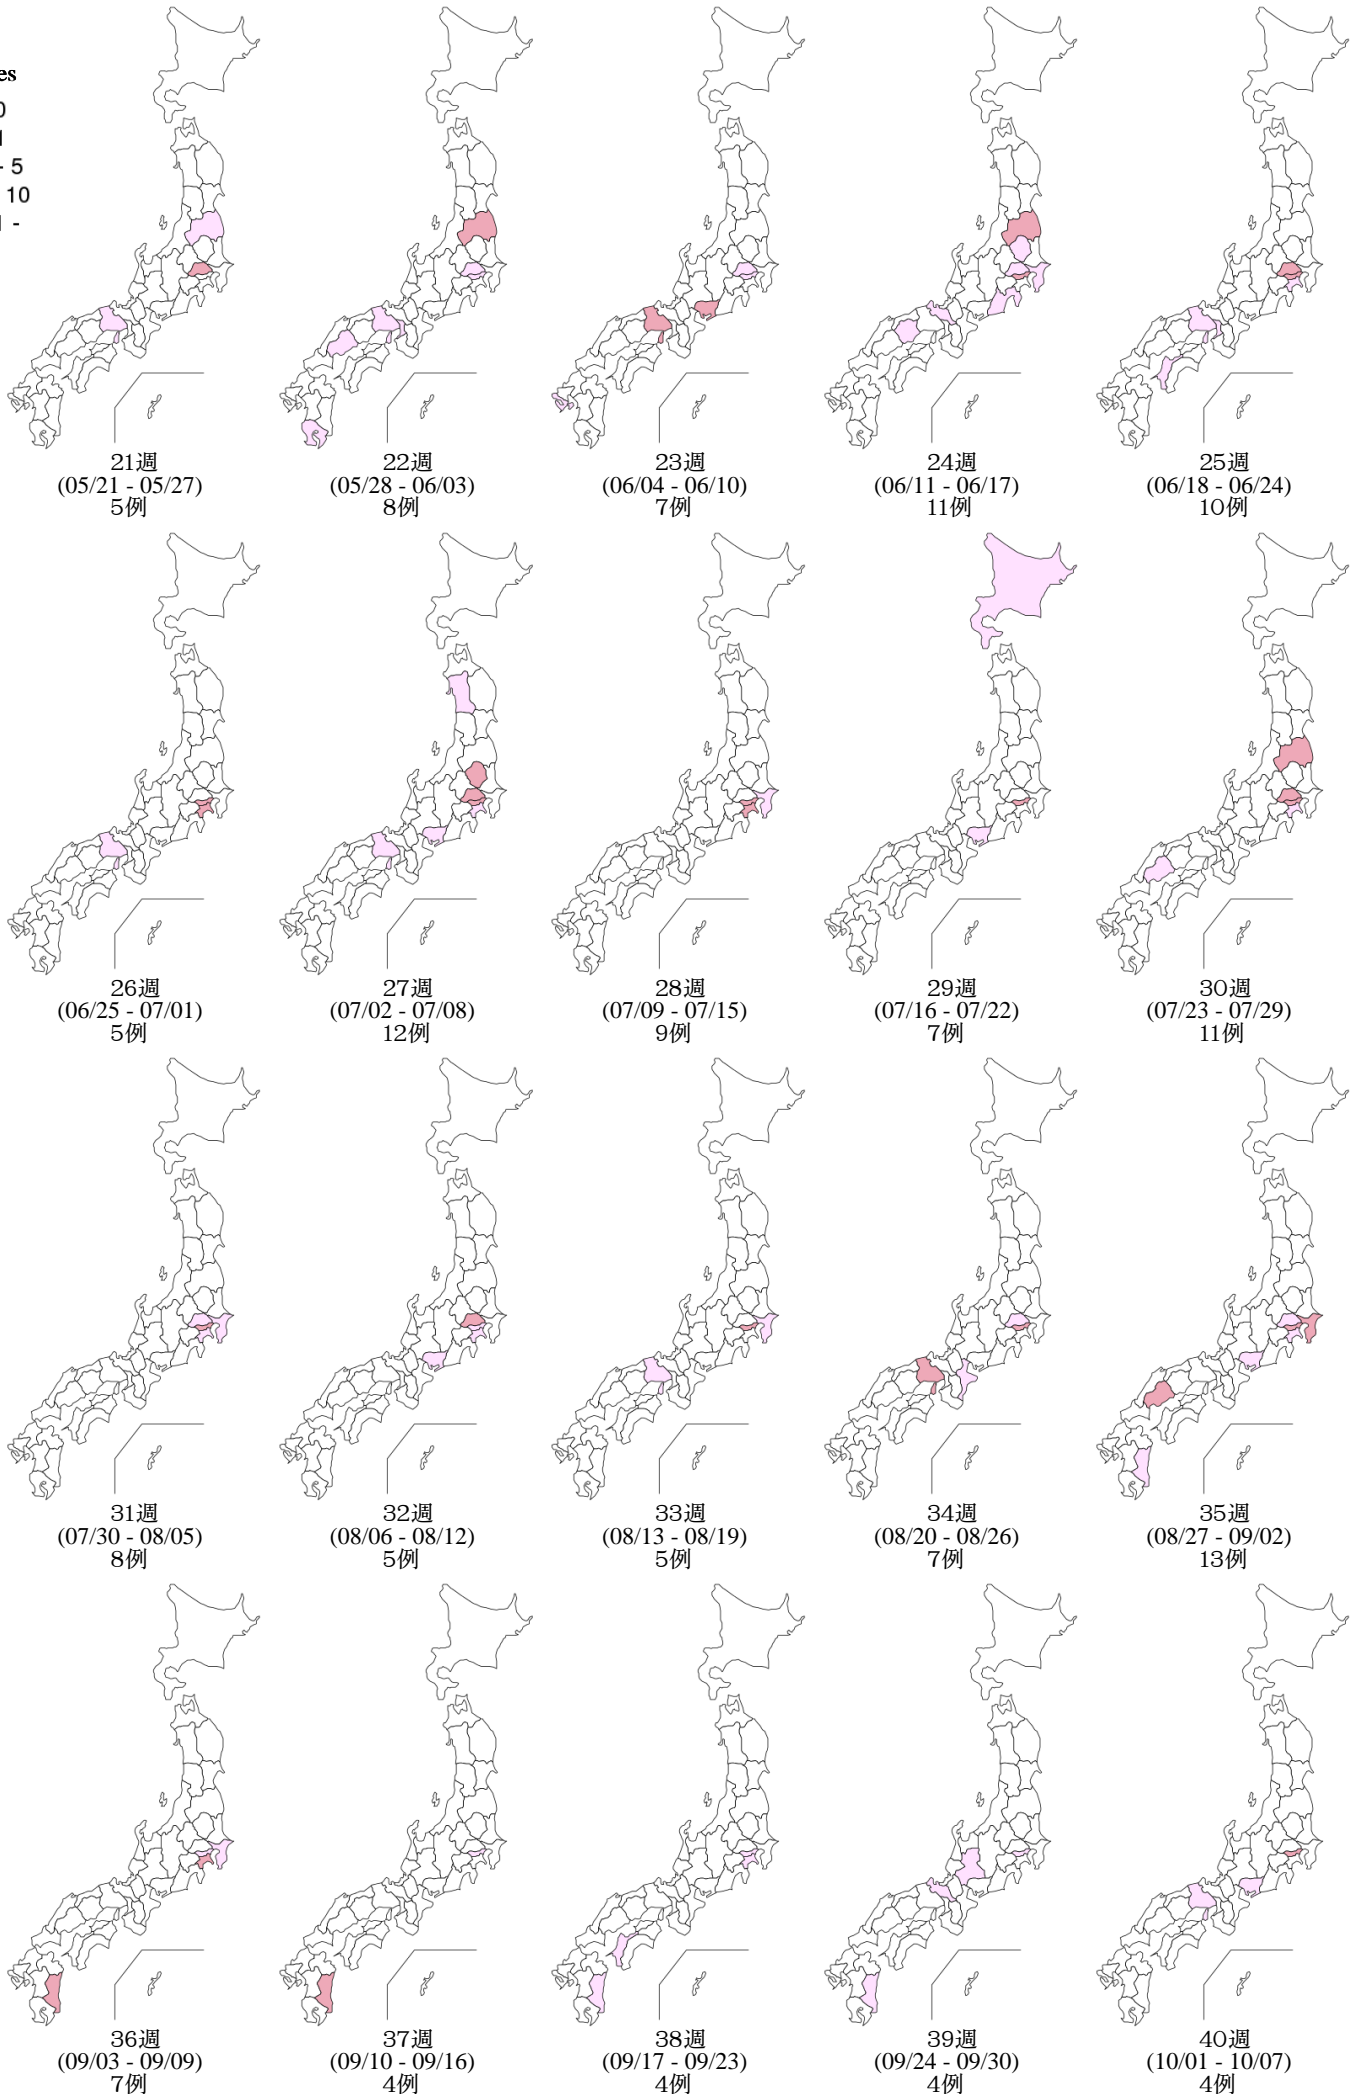 es
0
1
- 5
10
1 -
21週
(05/21 - 05/27)
5例
22週
(05/28 - 06/03)
8例
23週
(06/04 - 06/10)
7例
24週
(06/11 - 06/17)
11例
25週
(06/18 - 06/24)
10例
26週
(06/25 - 07/01)
5例
27週
(07/02 - 07/08)
12例
28週
(07/09 - 07/15)
9例
29週
(07/16 - 07/22)
7例
30週
(07/23 - 07/29)
11例
31週
(07/30 - 08/05)
8例
32週
(08/06 - 08/12)
5例
33週
(08/13 - 08/19)
5例
34週
(08/20 - 08/26)
7例
35週
(08/27 - 09/02)
13例
36週
(09/03 - 09/09)
7例
37週
(09/10 - 09/16)
4例
38週
(09/17 - 09/23)
4例
39週
(09/24 - 09/30)
4例
40週
(10/01 - 10/07)
4例